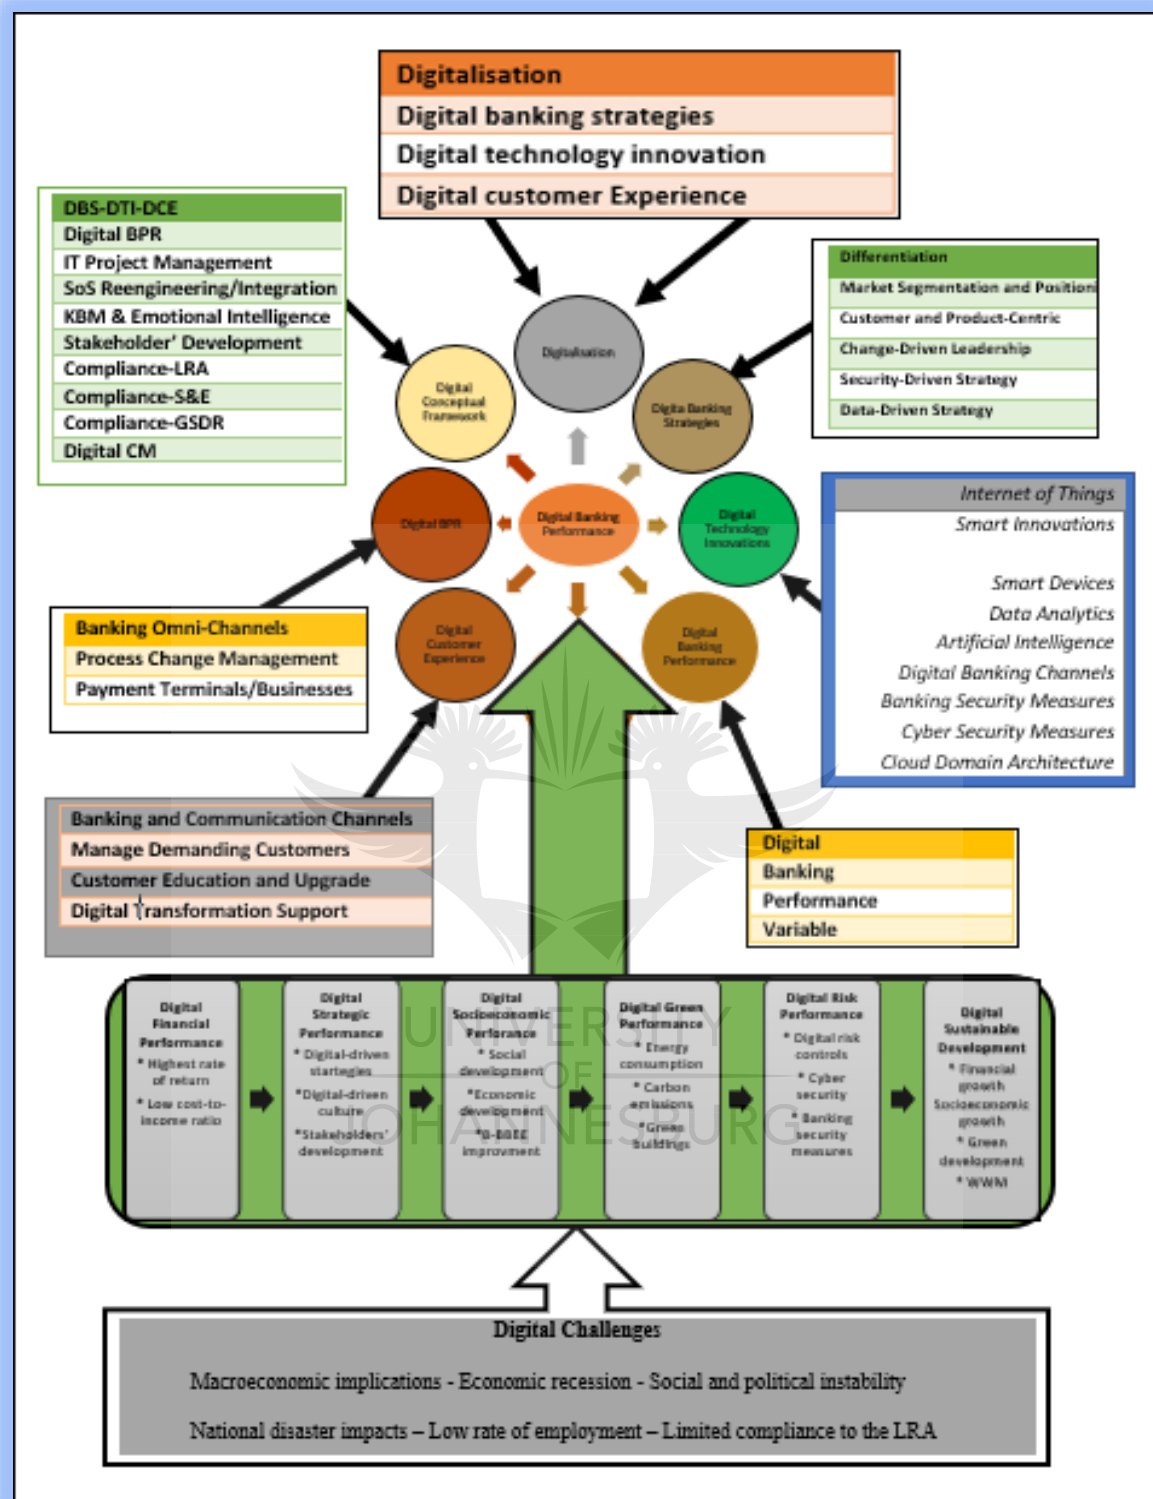 Digitalisation
Digital banking strategies
Digital technology innovation
Digital customer Experience
DBS-DTI-DCE
Digital BPR
IT Project Management
SoS Reengineering/Integration
KBM & Emotional Intelligence
Stakeholder' Development
Compliance-LRA
Compliance-S&E
Compliance-GSDR
Digital CM
Differentiation
Market Segmentation and Positioni
Customer and Product-Centric
Change-Driven Leadership
Security-Driven Strategy
Data-Driven Strategy
Digitalisation
Digital
Conceptual
Framework
Digita Banking
Strategies
Digital BPR
Digital Banking
Performance
Digital
Technology
Innovations
Digital
Customer
Experience
Digital
Banking
Performance
Internet of Things
Smart Innovations
Smart Devices
Data Analytics
Artificial Intelligence
Digital Banking Channels
Banking Security Measures
Cyber Security Measures
Cloud Domain Architecture
Banking Omni-Channels
Process Change Management
Payment Terminals/Businesses
Banking and Communication Channels
Manage Demanding Customers
Customer Education and Upgrade
Digital Transformation Support
Digital
Banking
Performance
Variable
Digital
Financial
Performance
* Highest rate
of return
* Low cost-to-
income ratio
Digital
Strategic
Performance
* Digital-driven
startegies
*Digital-driven
culture
*Stakeholders'
development
Digital
Socioeconomic
Perforance
* Social
development
*Economic
development
*B-BBEE
improvment
Digital Green
Performance
* Energy
consumption
* Carbon
emissions
*Green
buildings
Digital Risk
Performance
* Digital risk
controls
* Cyber
security
* Banking
security
measures
Digital
Sustainable
Development
* Financial
growth
Socioeconomic
growth
* Green
development
* WWM
UNIVERSITY
OF
JOHANNESBURG
Digital Challenges
Macroeconomic implications - Economic recession - Social and political instability
National disaster impacts – Low rate of employment – Limited compliance to the LRA